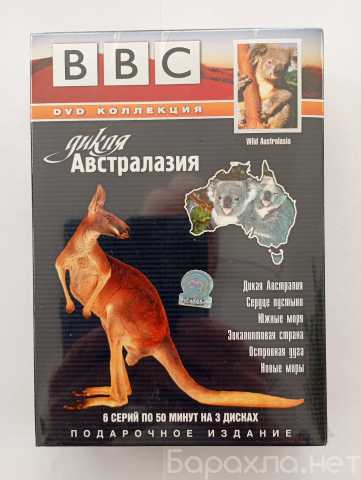 BBC
DVD КОЛЛЕКЦИЯ
Wild Australasia
дикая
Австралазия
Дикая Австралия
Сердце пустыни
Южные моря
Эвкалиптовая страна
Островная дуга
Новые миры
6 СЕРИЙ ПО 50 МИНУТ НА 3 ДИСКАХ
ПОДАРОЧНОЕ ИЗДАНИЕ
Барахла.нет